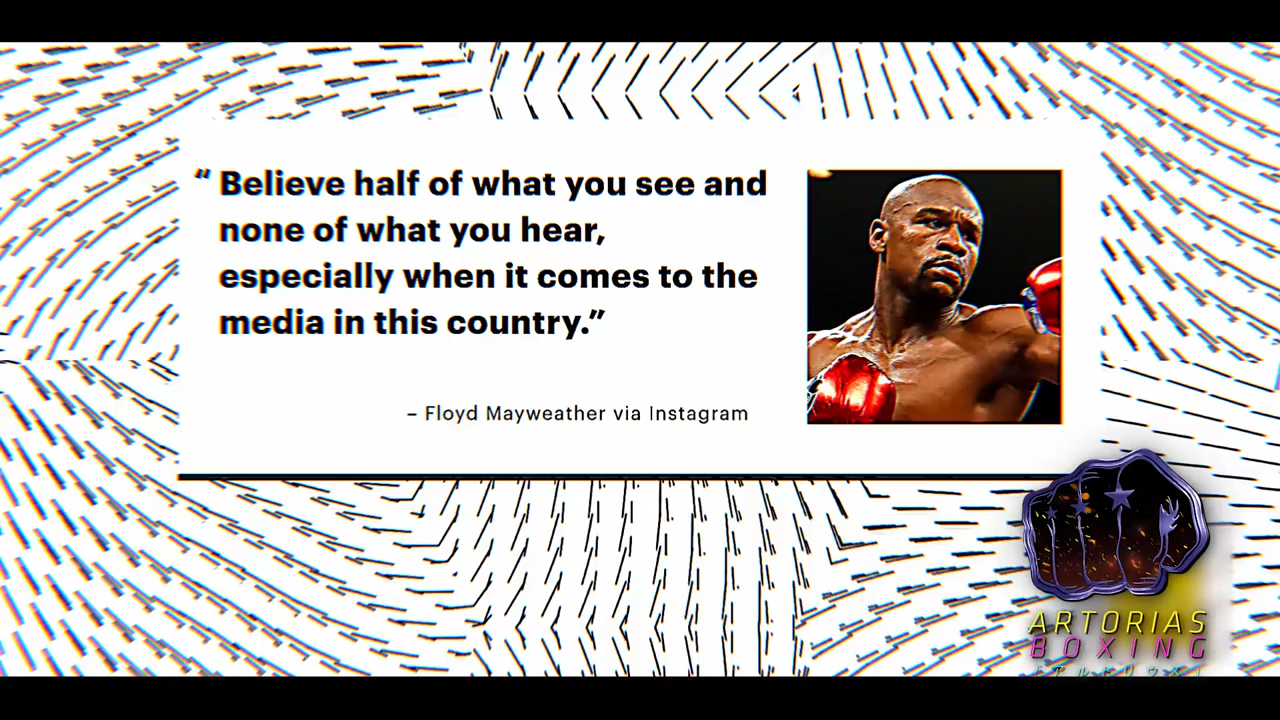 “ Believe half of what you see and
none of what you hear,
especially when it comes to the
media in this country.”
– Floyd Mayweather via Instagram
ARTORIAS
BOXING